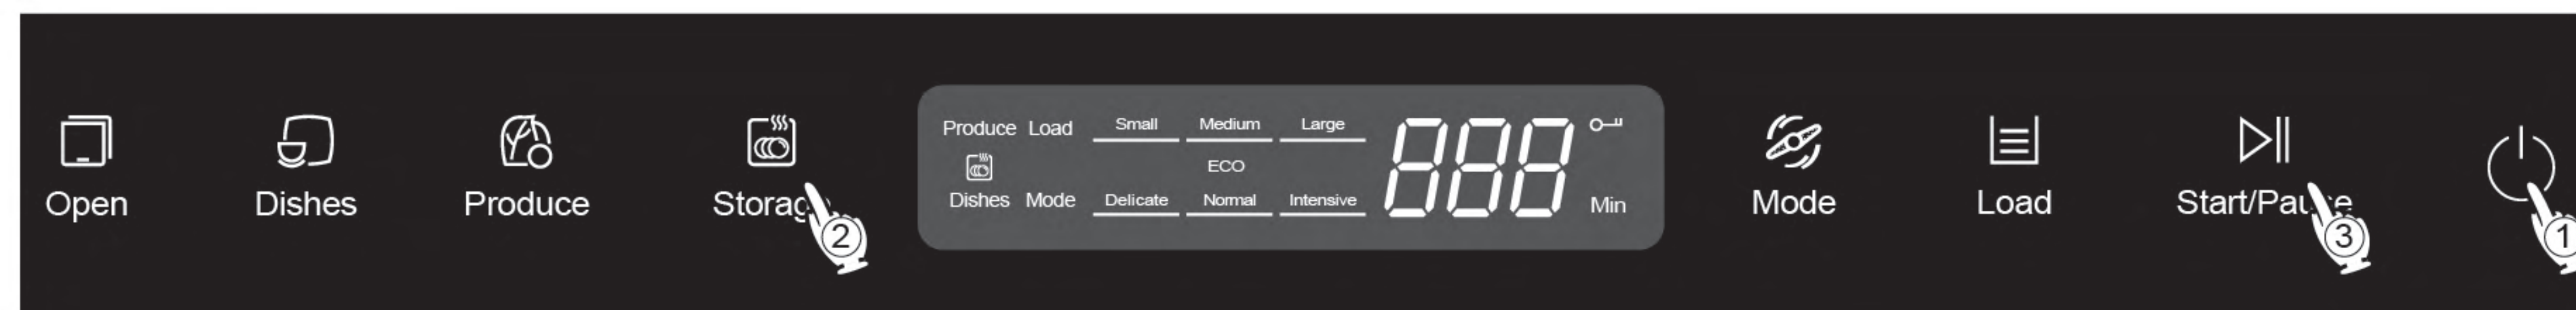 Produce Load Small Medium Large
ECO
Dishes Mode Delicate Normal Intensive 888 Min
Open Dishes Produce Storag Mode Load Start/Pause
2 3 1